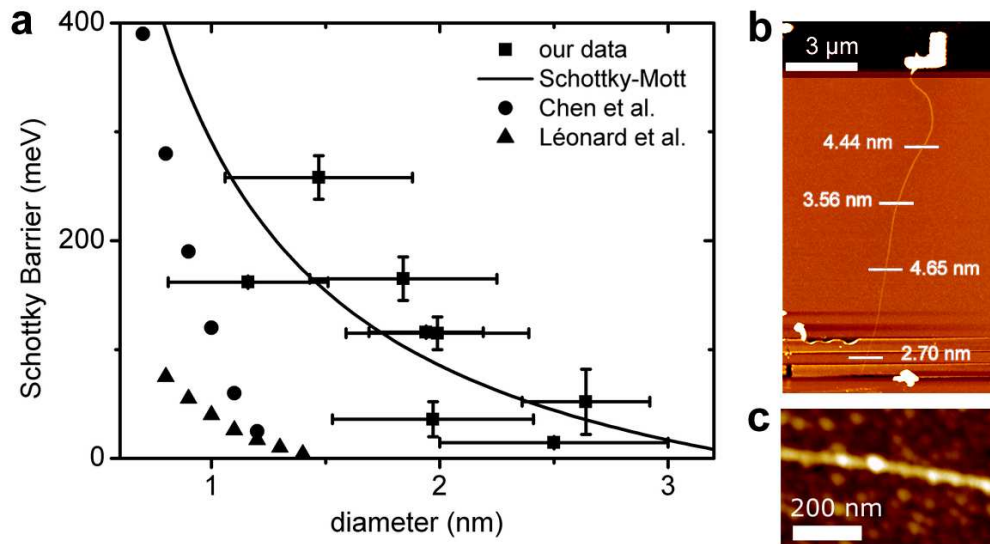 a
400
200
0
Schottky Barrier (meV)
our data
Schottky-Mott
Chen et al.
Léonard et al.
1
2
3
diameter (nm)
b
3 µm
4.44 nm
3.56 nm
4.65 nm
2.70 nm
c
200 nm